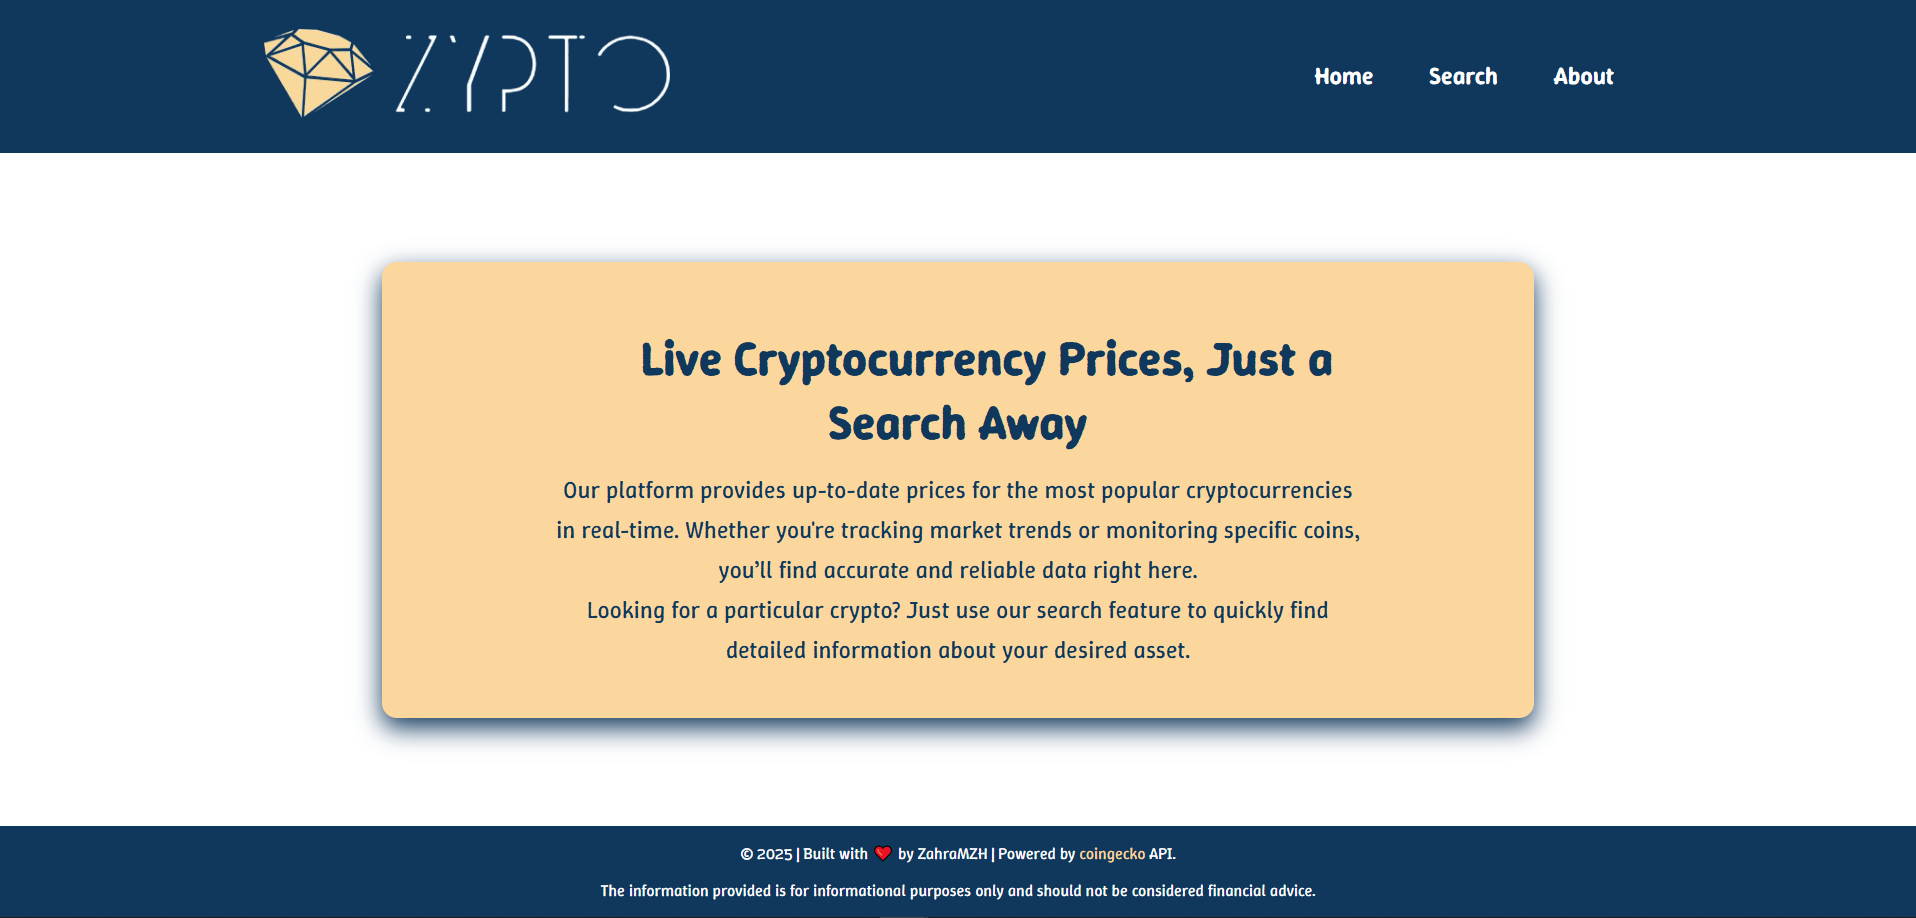 ZYPTO
Home Search About
Live Cryptocurrency Prices, Just a
Search Away
Our platform provides up-to-date prices for the most popular cryptocurrencies
in real-time. Whether you're tracking market trends or monitoring specific coins,
you’ll find accurate and reliable data right here.
Looking for a particular crypto? Just use our search feature to quickly find
detailed information about your desired asset.
© 2025 | Built with ❤ by ZahraMZH | Powered by coingecko API.
The information provided is for informational purposes only and should not be considered financial advice.